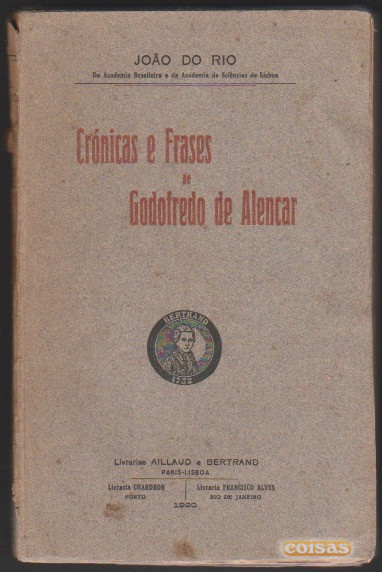 JOÃO DO RIO
Da Academia Brasileira e da Academia de Sciências de Lisboa
Crónicas e Frases
de
Godofredo de Alencar
BERTRAND
1732
Livrarias AILLAUD e BERTRAND
PARIS-LISBOA
Livraria CHARDRON
PÔRTO
Livraria FRANCISCO ALVES
RIO DE JANEIRO
1920
coisas